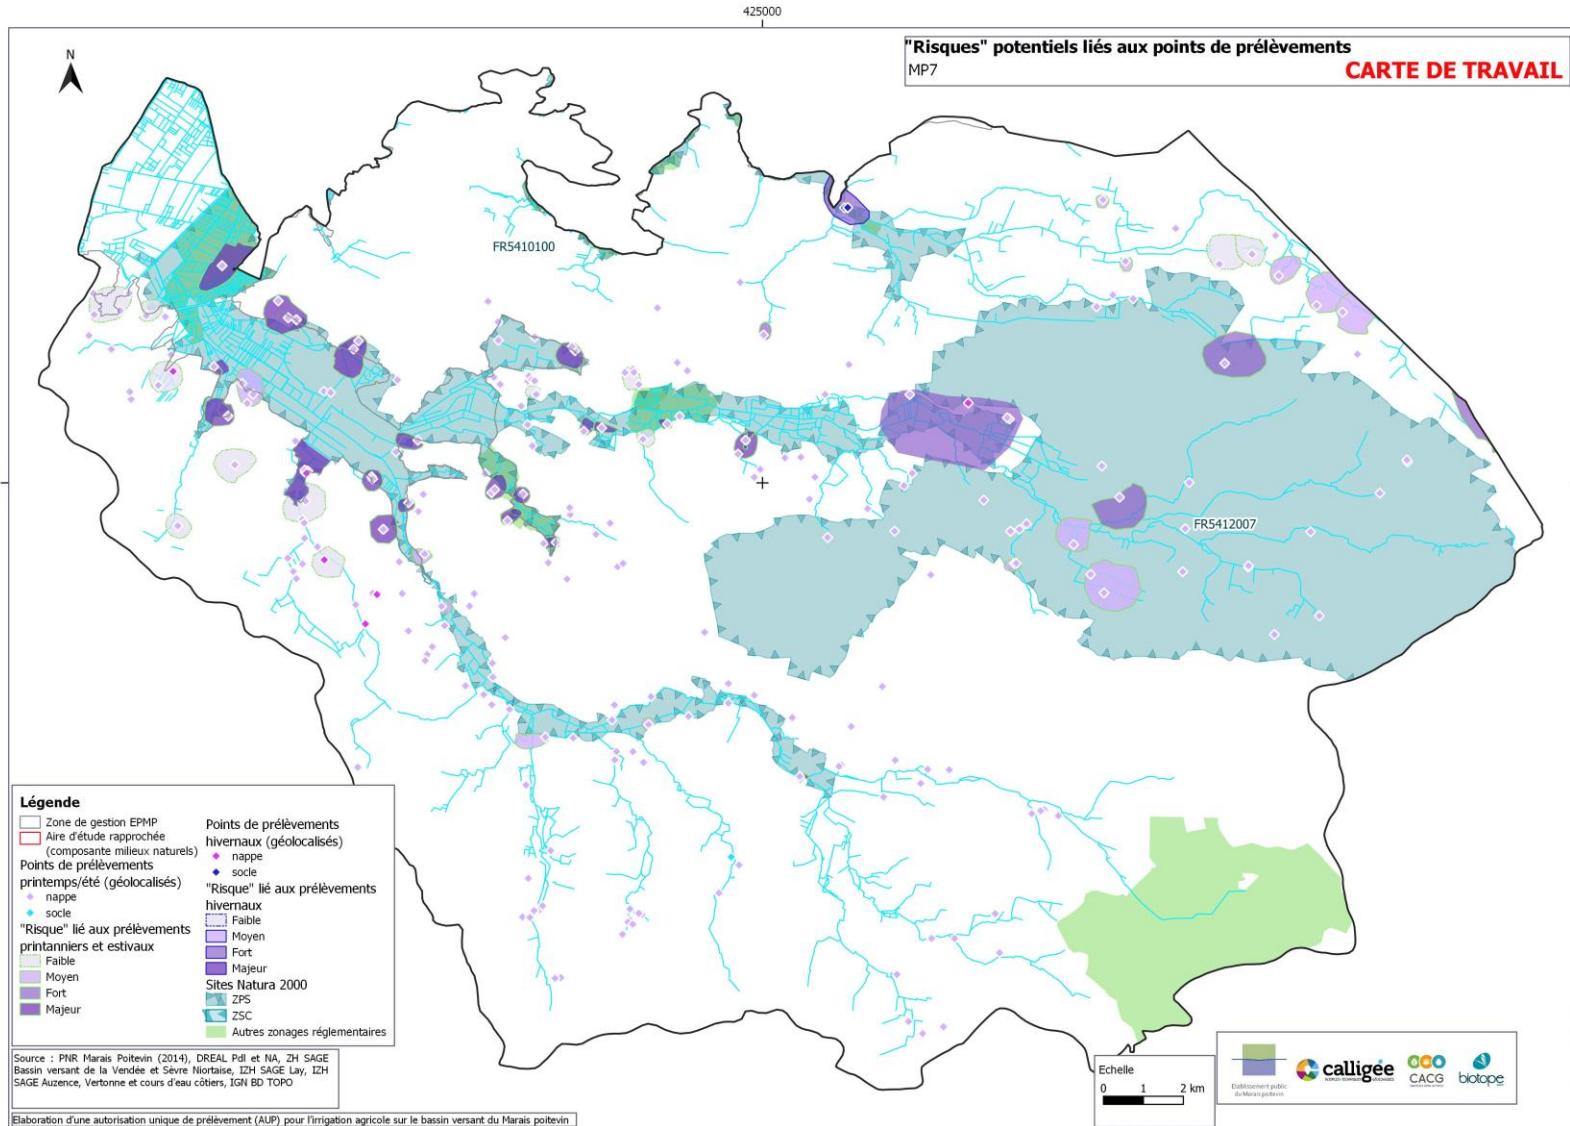 425000
"Risques" potentiels liés aux points de prélèvements
MP7
CARTE DE TRAVAIL
N
FR5410100
FR5412007
Légende
Zone de gestion EPMP
Aire d'étude rapprochée
(composante milieux naturels)
Points de prélèvements
printemps/été (géolocalisés)
nappe
socle
"Risque" lié aux prélèvements
printanniers et estivaux
Faible
Moyen
Fort
Majeur
Points de prélèvements
hivernaux (géolocalisés)
nappe
socle
"Risque" lié aux prélèvements
hivernaux
Faible
Moyen
Fort
Majeur
Sites Natura 2000
ZPS
ZSC
Autres zonages réglementaires
Source : PNR Marais Poitevin (2014), DREAL Pdl et NA, ZH SAGE
Bassin versant de la Vendée et Sèvre Niortaise, IZH SAGE Lay, IZH
SAGE Auzence, Vertonne et cours d'eau côtiers, IGN BD TOPO
Elaboration d'une autorisation unique de prélèvement (AUP) pour l'irrigation agricole sur le bassin versant du Marais poitevin
Echelle
0 1 2 km
Etablissement public
du Marais poitevin
calligée
CACG
biotope